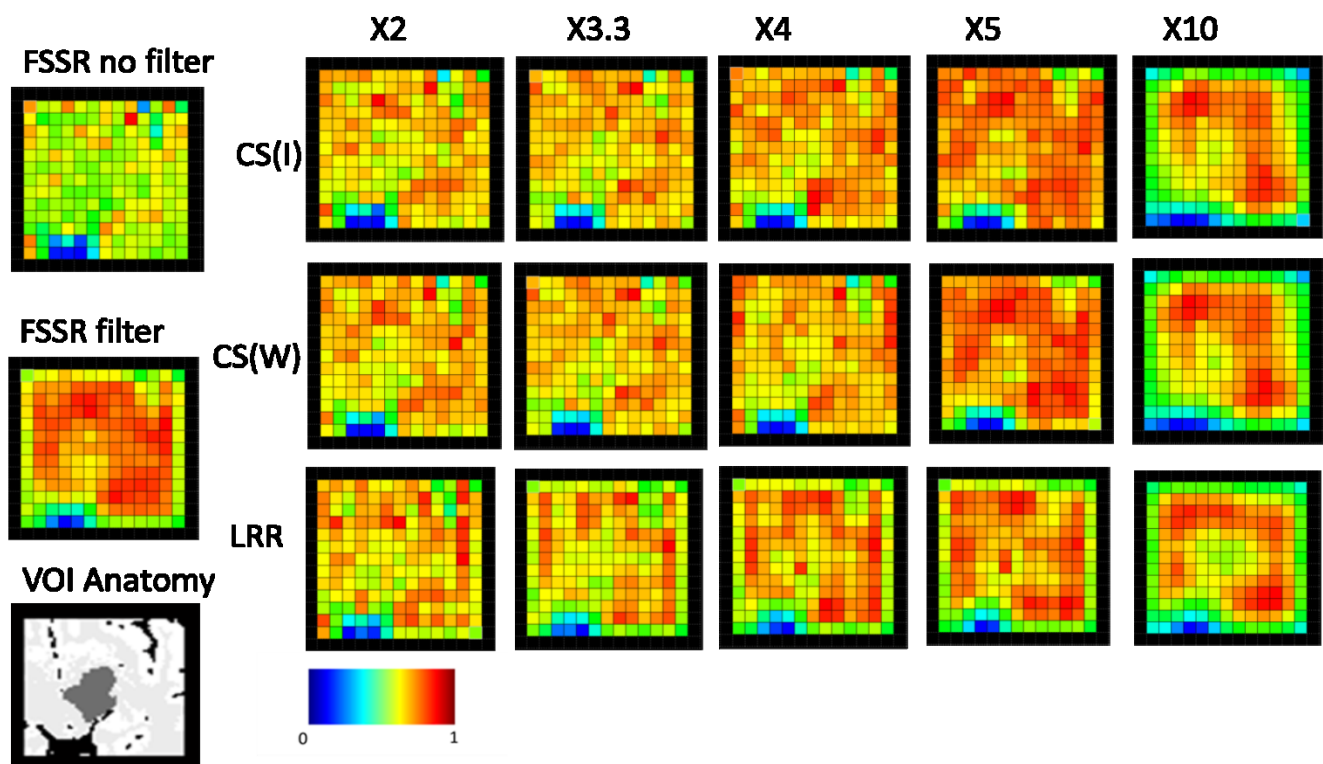 X2 X3.3 X4 X5 X10
FSSR no filter
CS(I)
FSSR filter
CS(W)
LRR
VOI Anatomy
0 1